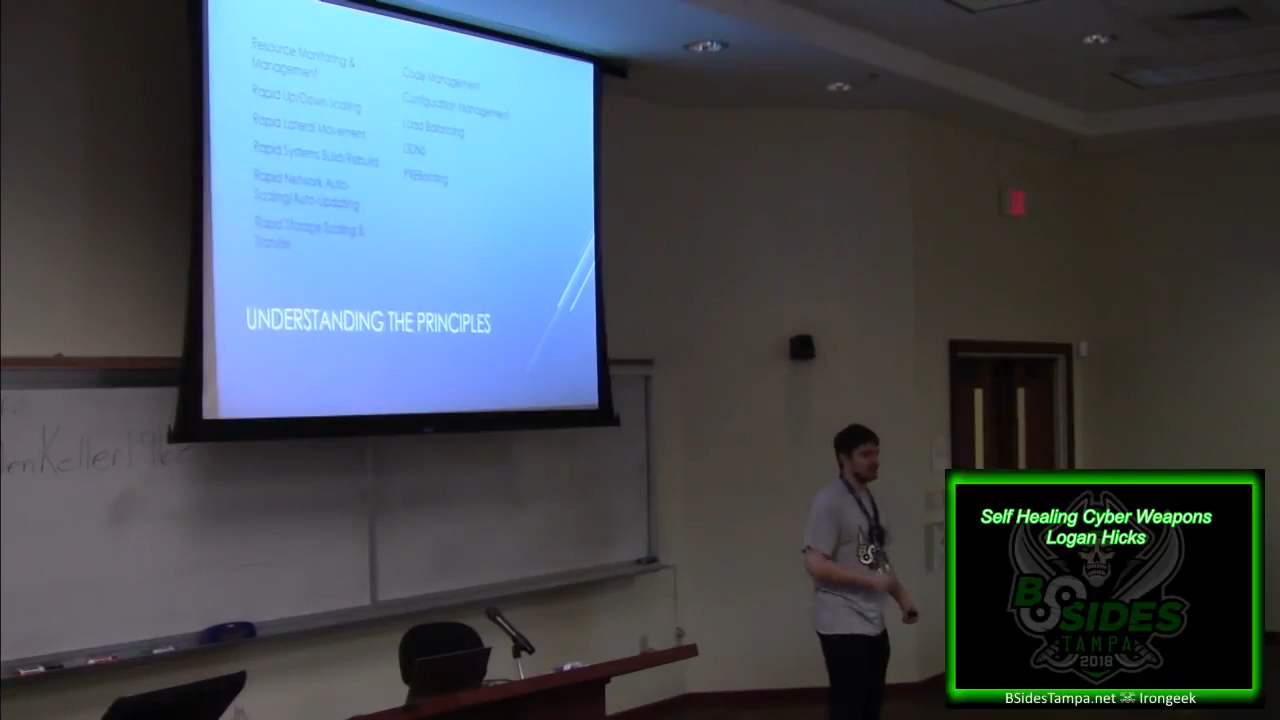 Resource Monitoring &
Management
Rapid Up/Down Scaling
Rapid Lateral Movement
Rapid Systems Build/Rebuild
Rapid Network Auto-
Scaling/Auto-Updating
Rapid Storage Scaling &
Transfer
Code Management
Configuration Management
Load Balancing
UNDERSTANDING THE PRINCIPLES
Self Healing Cyber Weapons
Logan Hicks
B SIDES
TAMPA
2018
BSidesTampa.net Irongeek